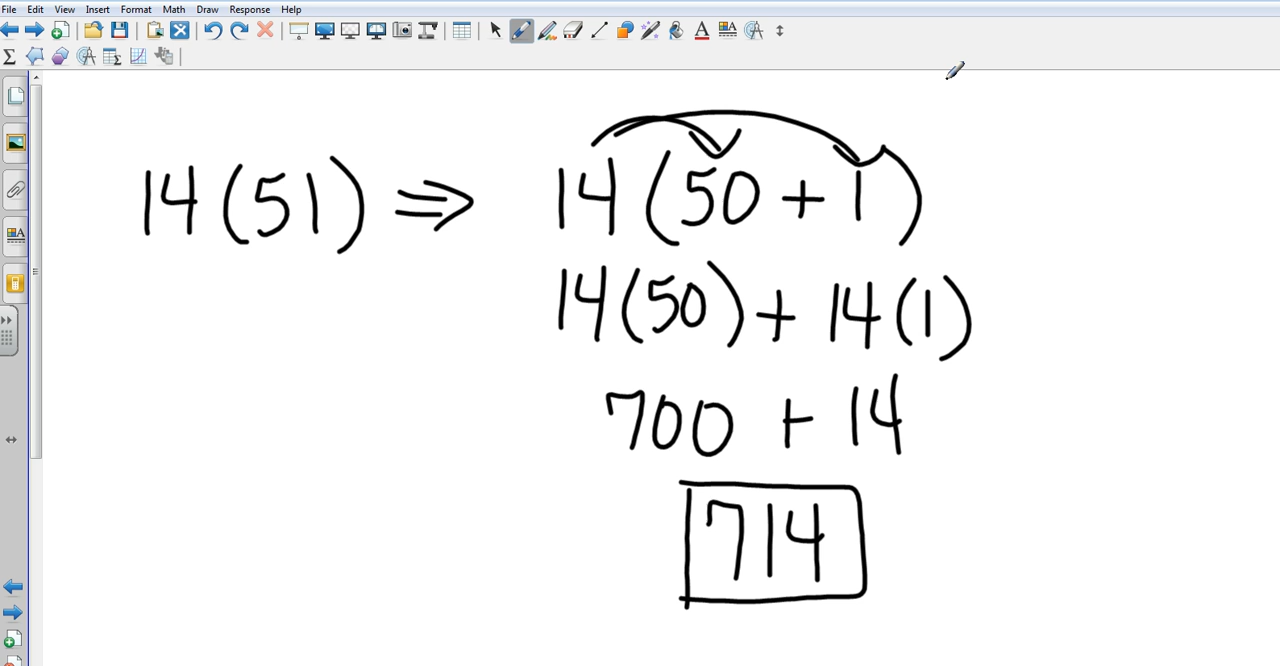 File Edit View Insert Format Math Draw Response Help
14(51) ⇒ 14(50 + 1)
14(50) + 14(1)
700 + 14
714